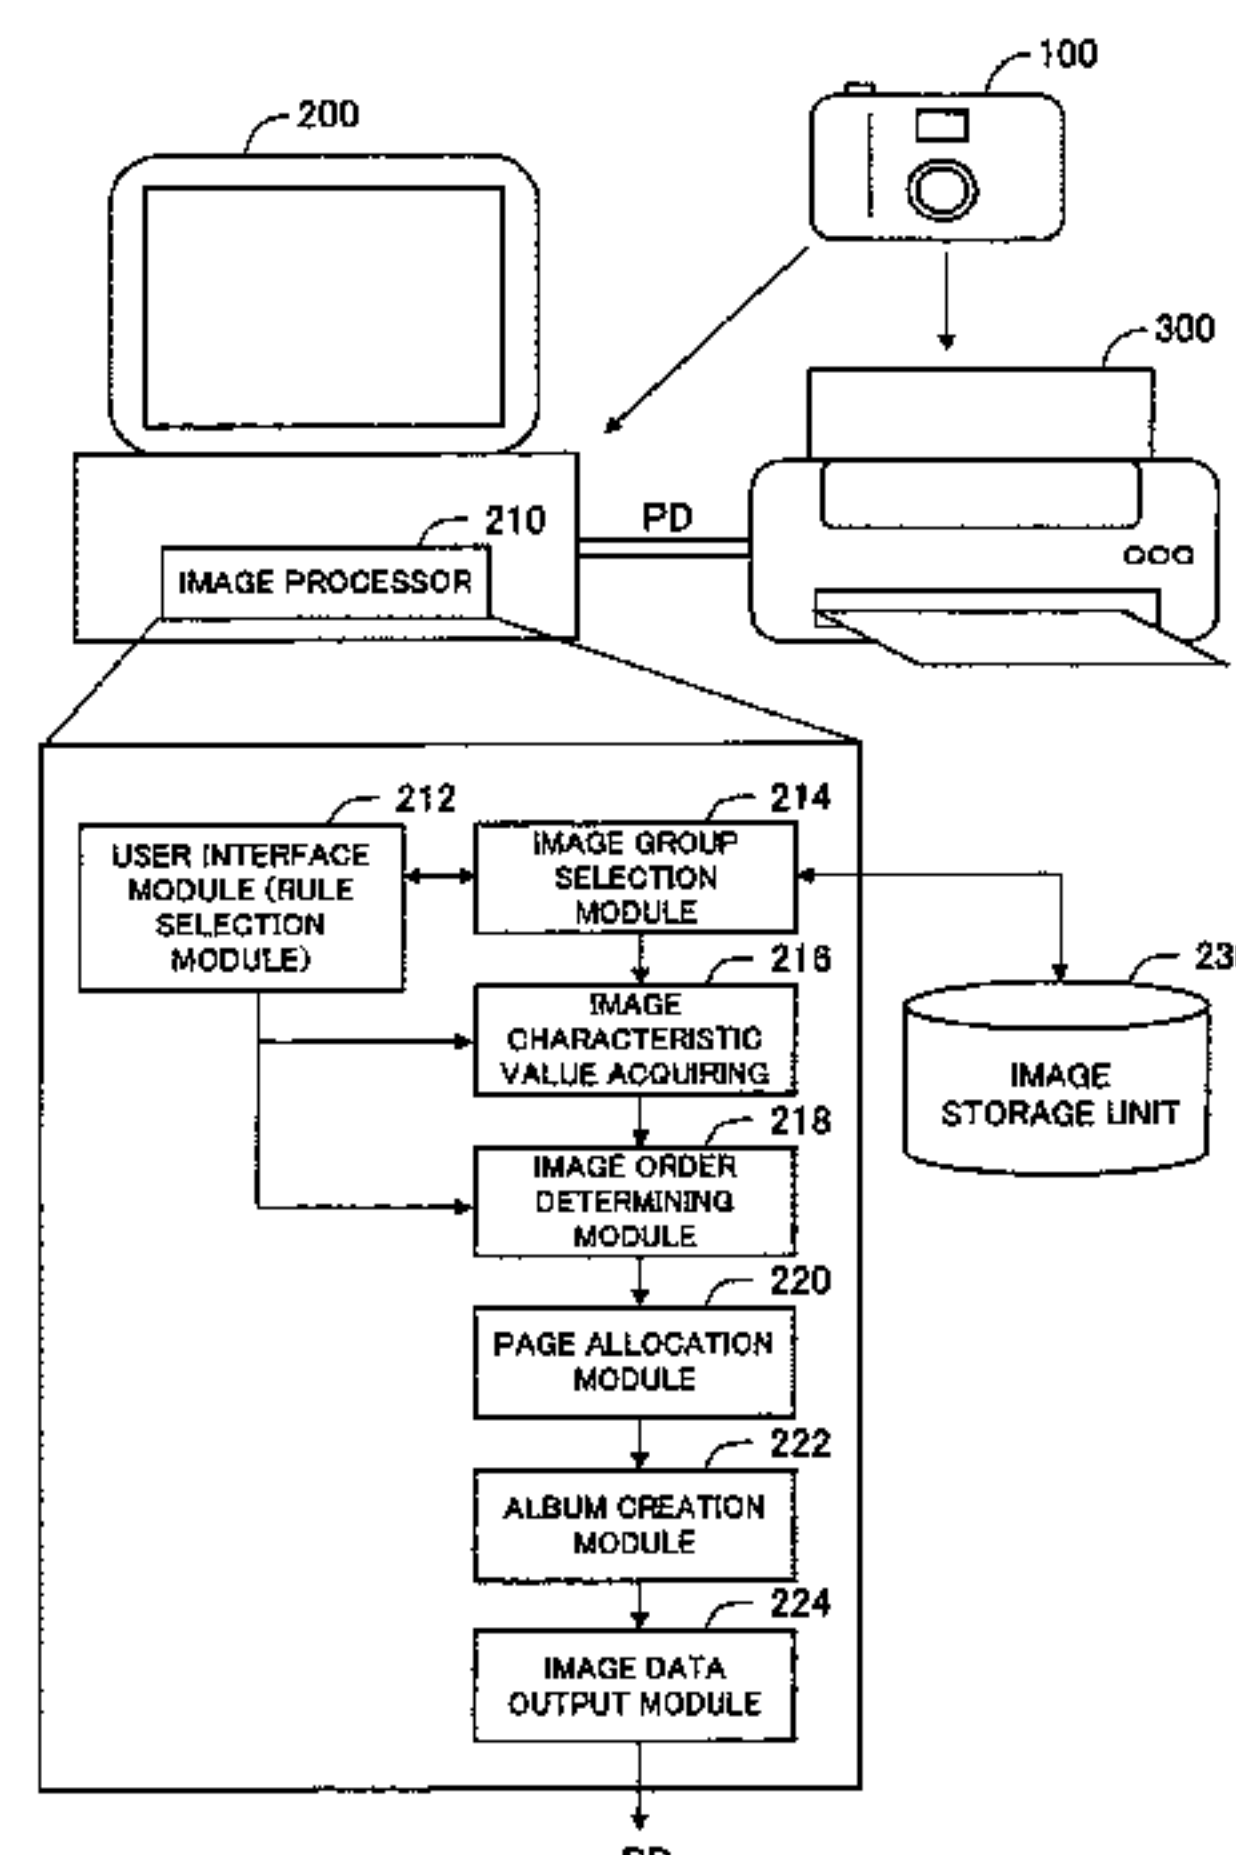 100
200
300
PD
210
IMAGE PROCESSOR
212
214
USER INTERFACE
MODULE (RULE
SELECTION
MODULE)
IMAGE GROUP
SELECTION
MODULE
216
23
IMAGE
CHARACTERISTIC
VALUE ACQUIRING
IMAGE
STORAGE UNIT
218
IMAGE ORDER
DETERMINING
MODULE
220
PAGE ALLOCATION
MODULE
222
ALBUM CREATION
MODULE
224
IMAGE DATA
OUTPUT MODULE